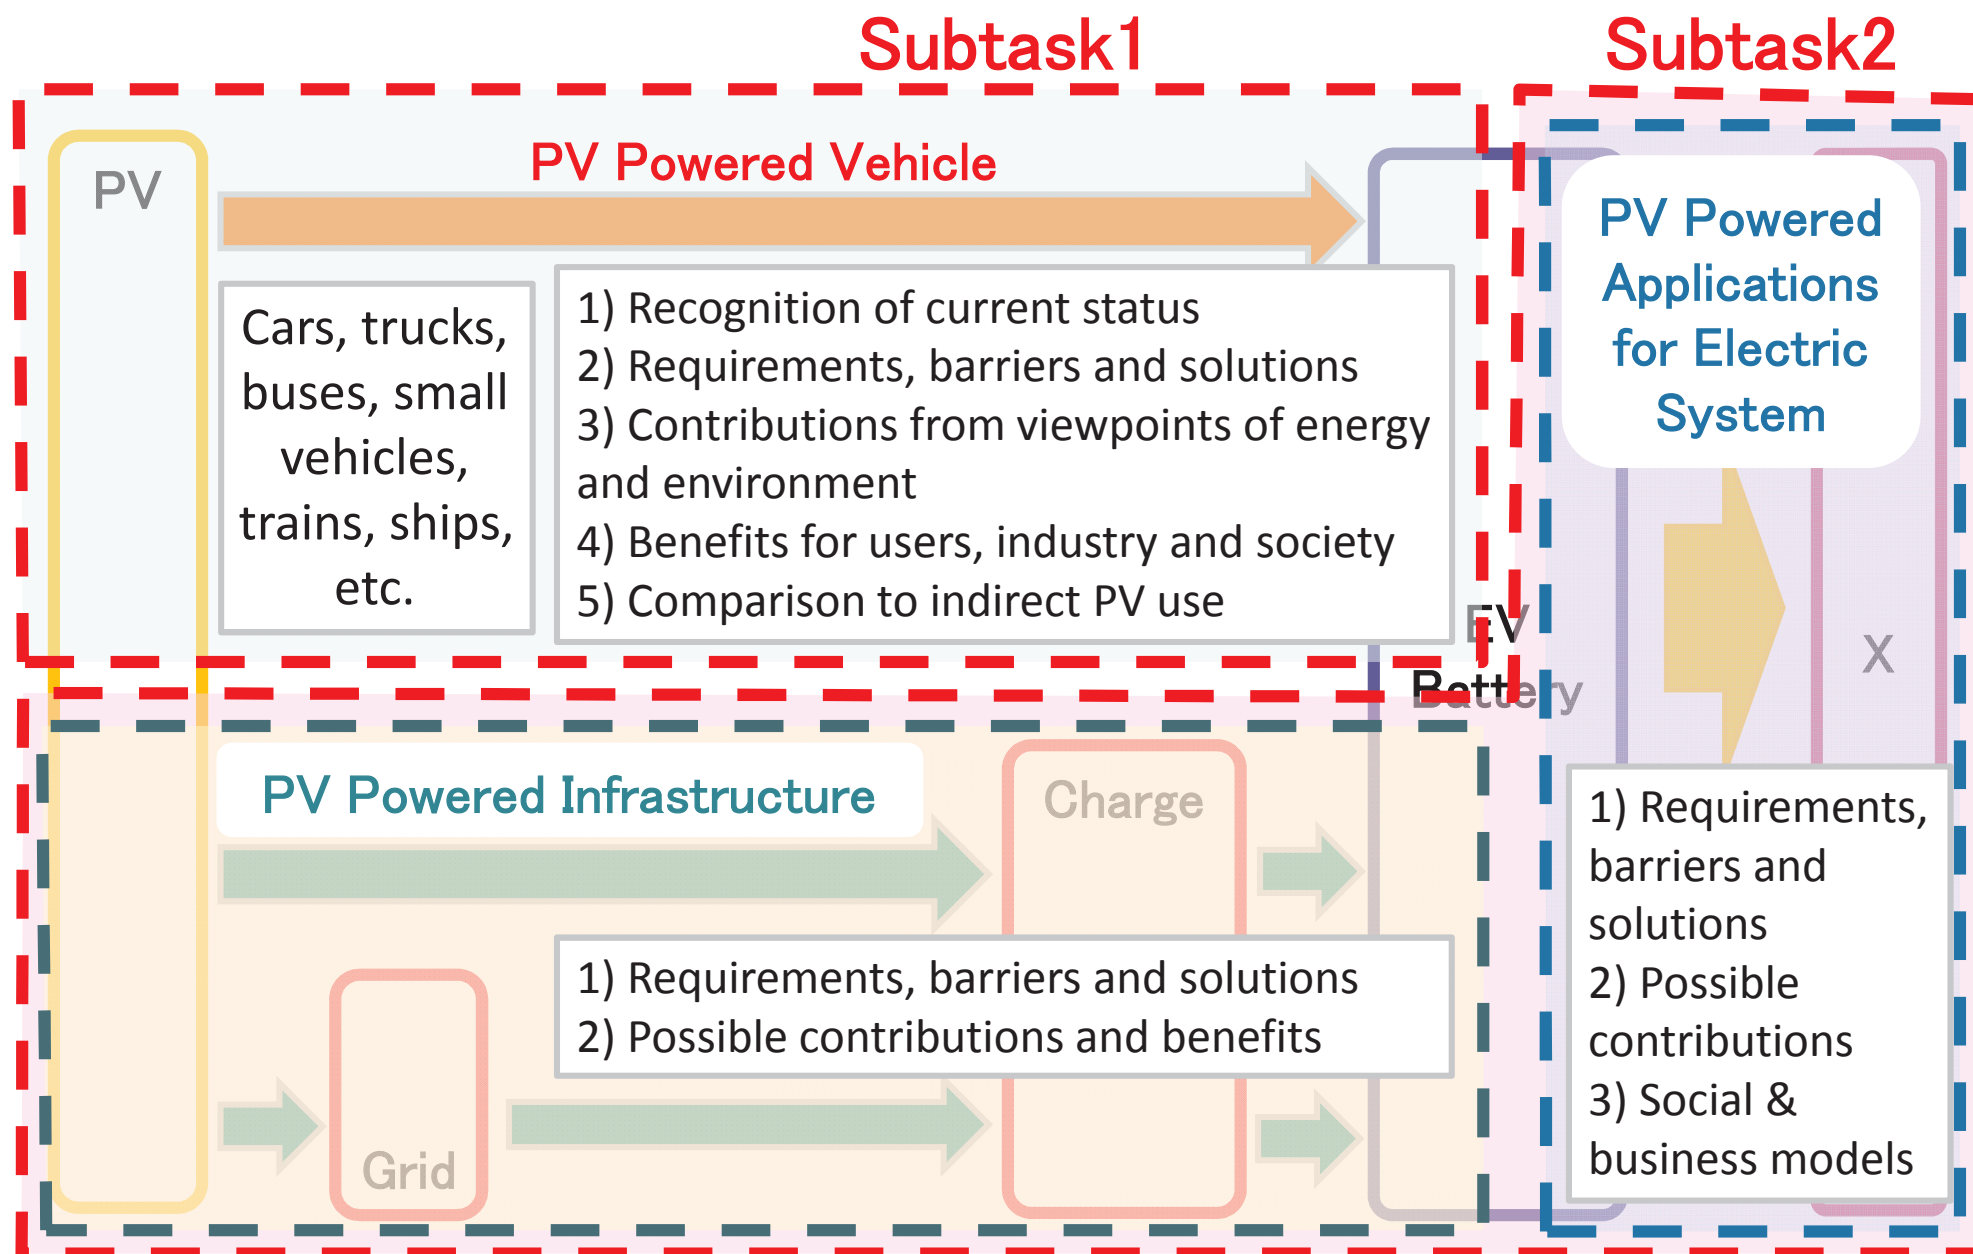 Subtask1
Subtask2
PV
PV Powered Vehicle
Cars, trucks,
buses, small
vehicles,
trains, ships,
etc.
1) Recognition of current status
2) Requirements, barriers and solutions
3) Contributions from viewpoints of energy
and environment
4) Benefits for users, industry and society
5) Comparison to indirect PV use
EV
Battery
PV Powered
Applications
for Electric
System
X
1) Requirements,
barriers and
solutions
2) Possible
contributions
3) Social &
business models
PV Powered Infrastructure
Charge
1) Requirements, barriers and solutions
2) Possible contributions and benefits
Grid